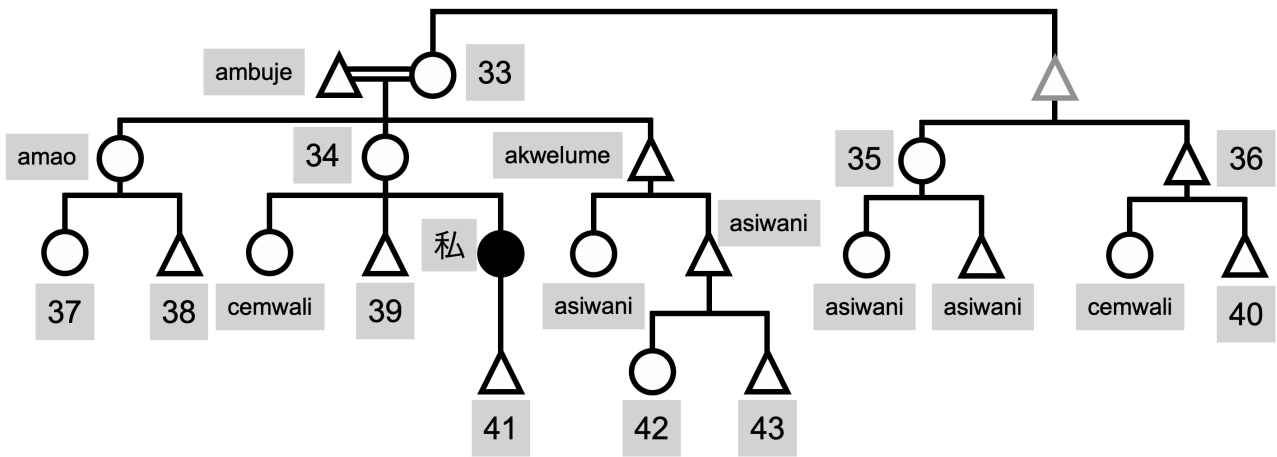 ambuje
33
amao
34
akwelume
35
36
私
asiwani
37
38
cemwali
39
asiwani
asiwani
asiwani
cemwali
40
41
42
43